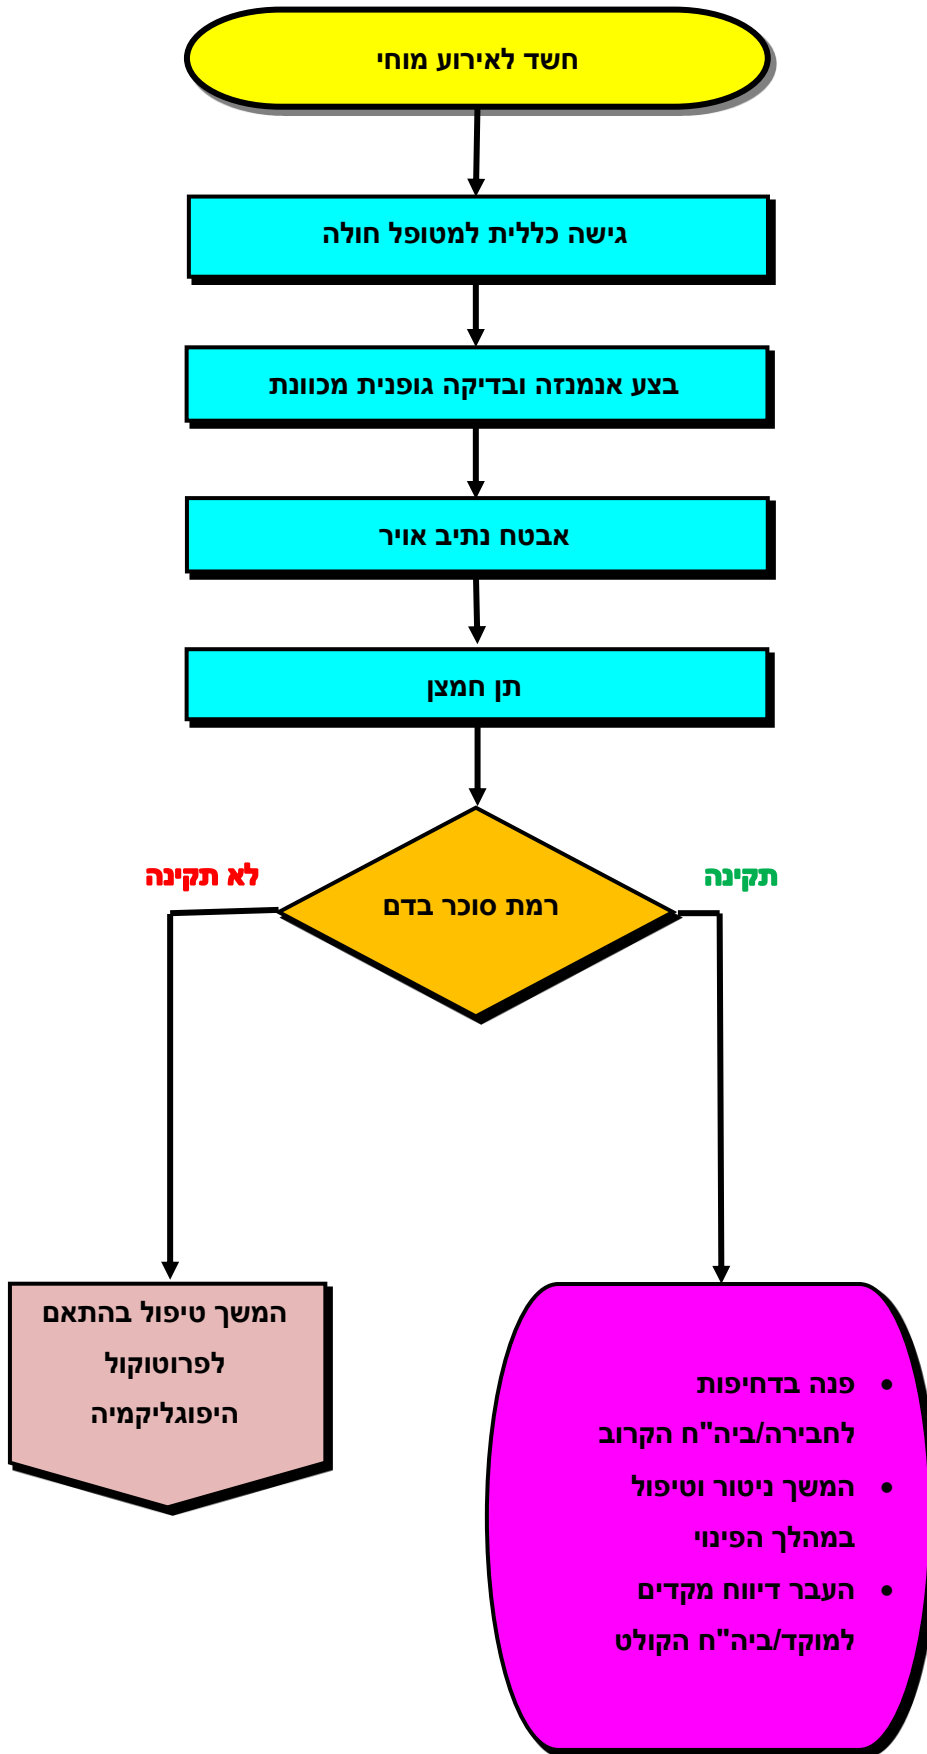 חשד לאירוע מוחי
גישה כללית למטופל חולה
בצע אנמנזה ובדיקה גופנית מכוונת
אבטח נתיב אויר
תן חמצן
רמת סוכר בדם
תקינה
לא תקינה
• פנה בדחיפות
לחבירה/ביה"ח הקרוב
• המשך ניטור וטיפול
במהלך הפינוי
• העבר דיווח מקדים
למוקד/ביה"ח הקולט
המשך טיפול בהתאם
לפרוטוקול
היפוגליקמיה